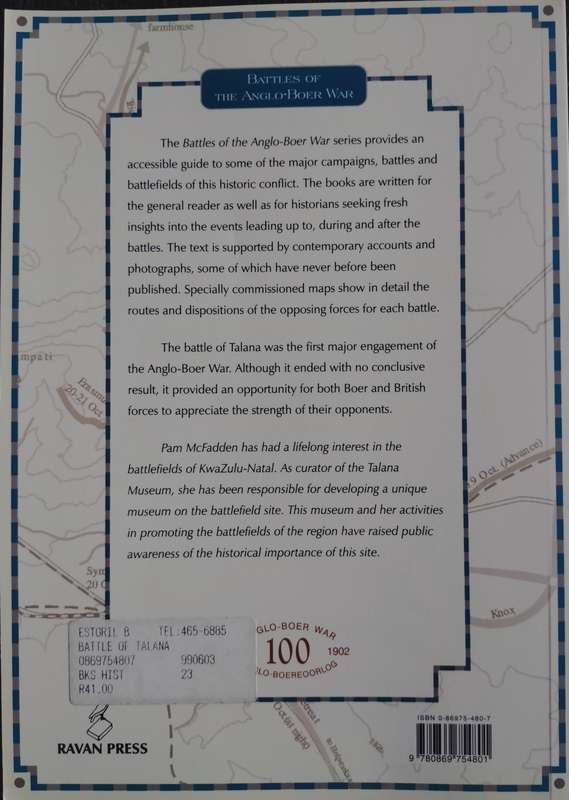 farmhouse
BATTLES OF
THE ANGLO-BOER WAR
The Battles of the Anglo-Boer War series provides an
accessible guide to some of the major campaigns, battles and
battlefields of this historic conflict. The books are written for
the general reader as well as for historians seeking fresh
insights into the events leading up to, during and after the
battles. The text is supported by contemporary accounts and
photographs, some of which have never before been
published. Specially commissioned maps show in detail the
routes and dispositions of the opposing forces for each battle.
mpati
The battle of Talana was the first major engagement of
the Anglo-Boer War. Although it ended with no conclusive
result, it provided an opportunity for both Boer and British
forces to appreciate the strength of their opponents.
Erasmu
20-21 Oct
Pam McFadden has had a lifelong interest in the
battlefields of KwaZulu-Natal. As curator of the Talana
Museum, she has been responsible for developing a unique
museum on the battlefield site. This museum and her activities
in promoting the battlefields of the region have raised public
awareness of the historical importance of this site.
9 Oct. (Advance)
Sym
20 O
Knox
ESTORIL B TEL:465-6885
BATTLE OF TALANA
0869754807 990603
BKS HIST 23
R41.00
GLO-BOER WAR
100 1902
GLO-BOEREOORLOG
RAVAN PRESS
ISBN 0-86975-480-7
9 780869 754801